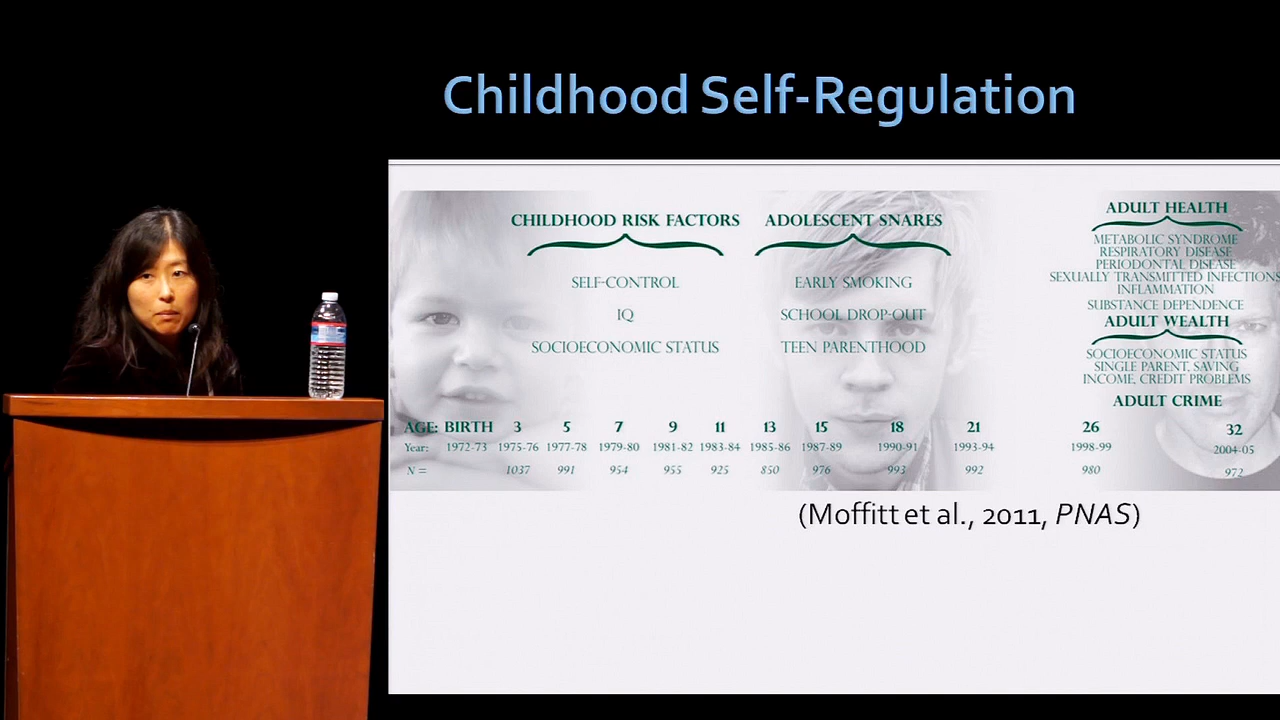 Childhood Self-Regulation
CHILDHOOD RISK FACTORS
SELF-CONTROL
IQ
SOCIOECONOMIC STATUS
ADOLESCENT SNARES
EARLY SMOKING
SCHOOL DROP-OUT
TEEN PARENTHOOD
ADULT HEALTH
METABOLIC SYNDROME
RESPIRATORY DISEASE
PERIODONTAL DISEASE
SEXUALLY TRANSMITTED INFECTIONS
INFLAMMATION
SUBSTANCE DEPENDENCE
ADULT WEALTH
SOCIOECONOMIC STATUS
SINGLE PARENT, SAVING
INCOME, CREDIT PROBLEMS
ADULT CRIME
AGE: BIRTH 3 5 7 9 11 13 15 18 21 26 32
Year: 1972-73 1975-76 1977-78 1979-80 1981-82 1983-84 1985-86 1987-89 1990-91 1993-94 1998-99 2004-05
N = 1037 991 954 955 925 850 976 993 992 980 972
(Moffitt et al., 2011, PNAS)